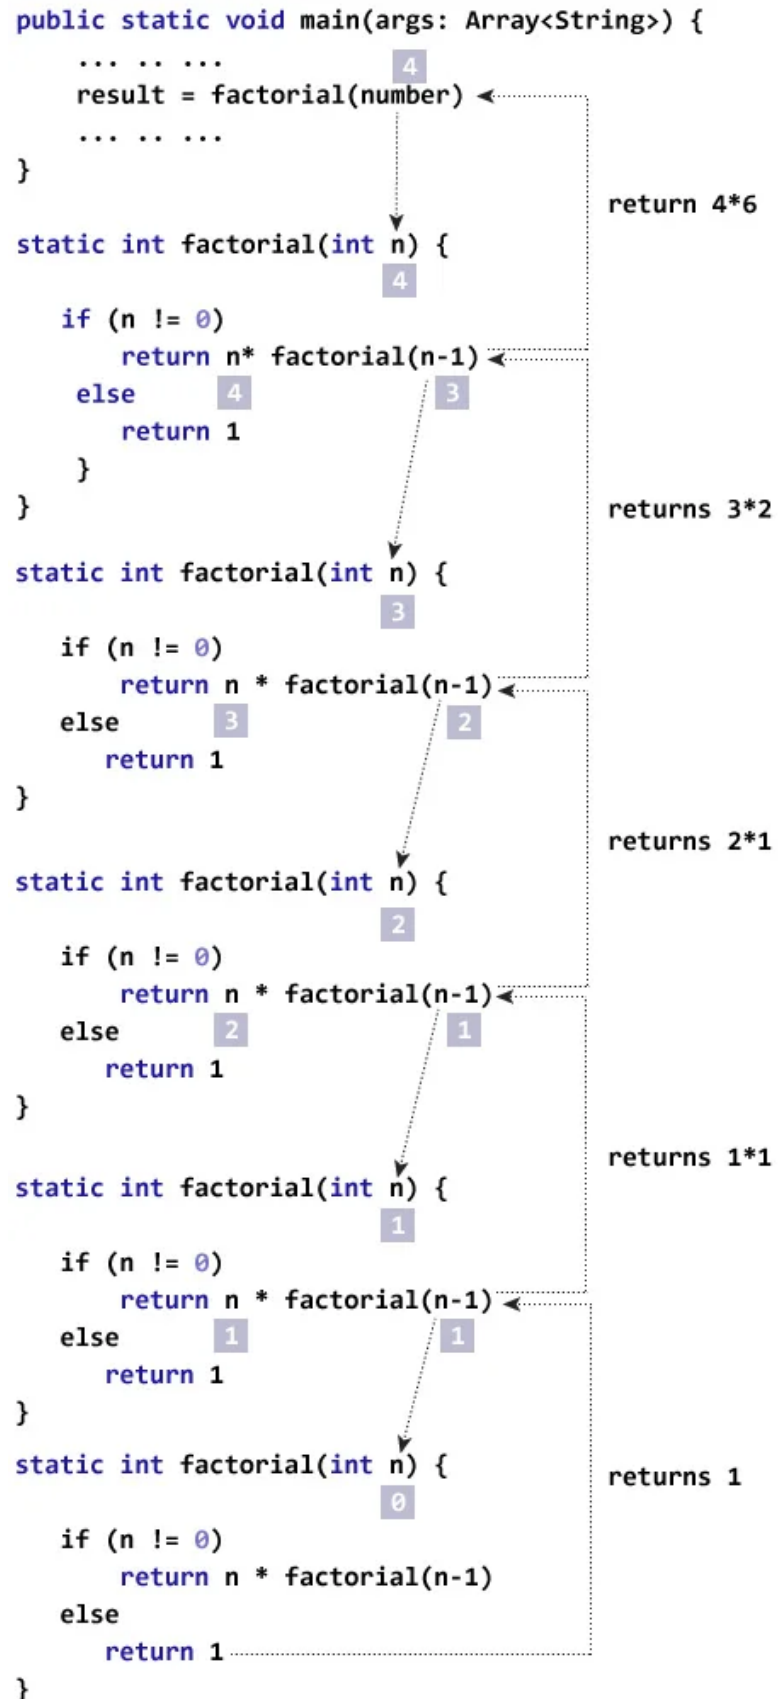 public static void main(args: Array<String>) {
... .. ...
4
result = factorial(number)
... .. ...
}
return 4*6
static int factorial(int n) {
4
if (n != 0)
return n* factorial(n-1)
else
4
3
return 1
}
}
returns 3*2
static int factorial(int n) {
3
if (n != 0)
return n * factorial(n-1)
else
3
2
return 1
}
returns 2*1
static int factorial(int n) {
2
if (n != 0)
return n * factorial(n-1)
else
2
1
return 1
}
returns 1*1
static int factorial(int n) {
1
if (n != 0)
return n * factorial(n-1)
else
1
1
return 1
}
static int factorial(int n) {
returns 1
0
if (n != 0)
return n * factorial(n-1)
else
return 1
}